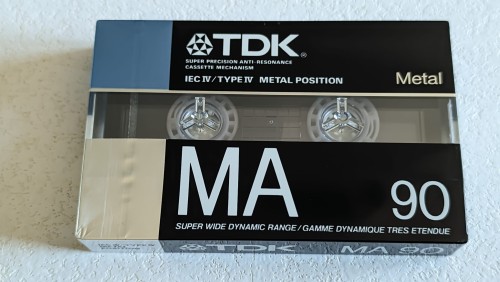 TDK®
SUPER PRECISION ANTI-RESONANCE
CASSETTE MECHANISM
IEC IV/TYPE IV METAL POSITION
Metal
MA
90
SUPER WIDE DYNAMIC RANGE/GAMME DYNAMIQUE TRES ETENDUE
TDK
MA 90